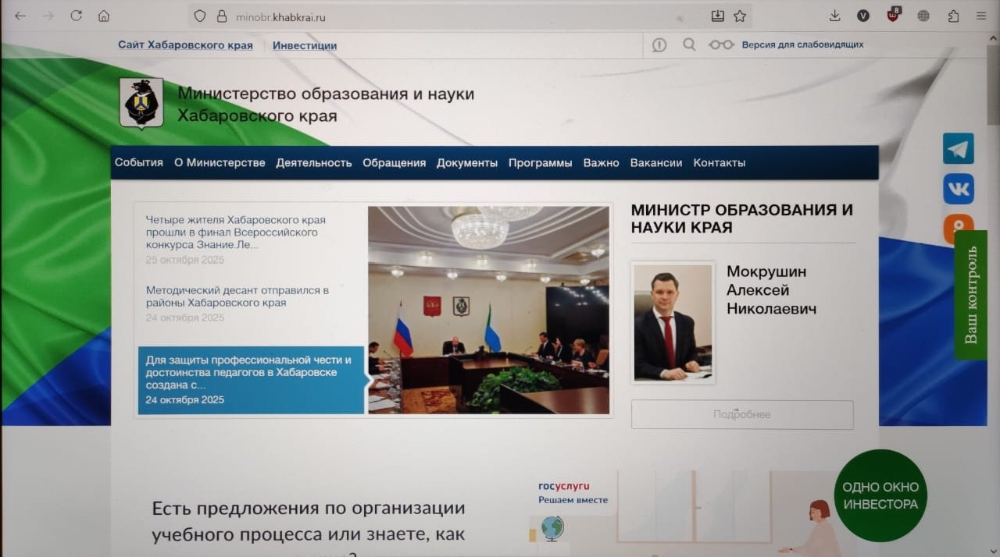 minobr.khabkrai.ru
8
Сайт Хабаровского края
Инвестиции
Версия для слабовидящих
Министерство образования и науки
Хабаровского края
События О Министерстве Деятельность Обращения Документы Программы Важно Вакансии Контакты
Четыре жителя Хабаровского края
прошли в финал Всероссийского
конкурса Знание.Ле...
25 октября 2025
Методический десант отправился в
районы Хабаровского края
24 октября 2025
Для защиты профессиональной чести и
достоинства педагогов в Хабаровске
создана с...
24 октября 2025
МИНИСТР ОБРАЗОВАНИЯ И
НАУКИ КРАЯ
Мокрушин
Алексей
Николаевич
Подробнее
Ваш контроль
Есть предложения по организации
учебного процесса или знаете, как
госуслуги
Решаем вместе
ОДНО ОКНО
ИНВЕСТОРА